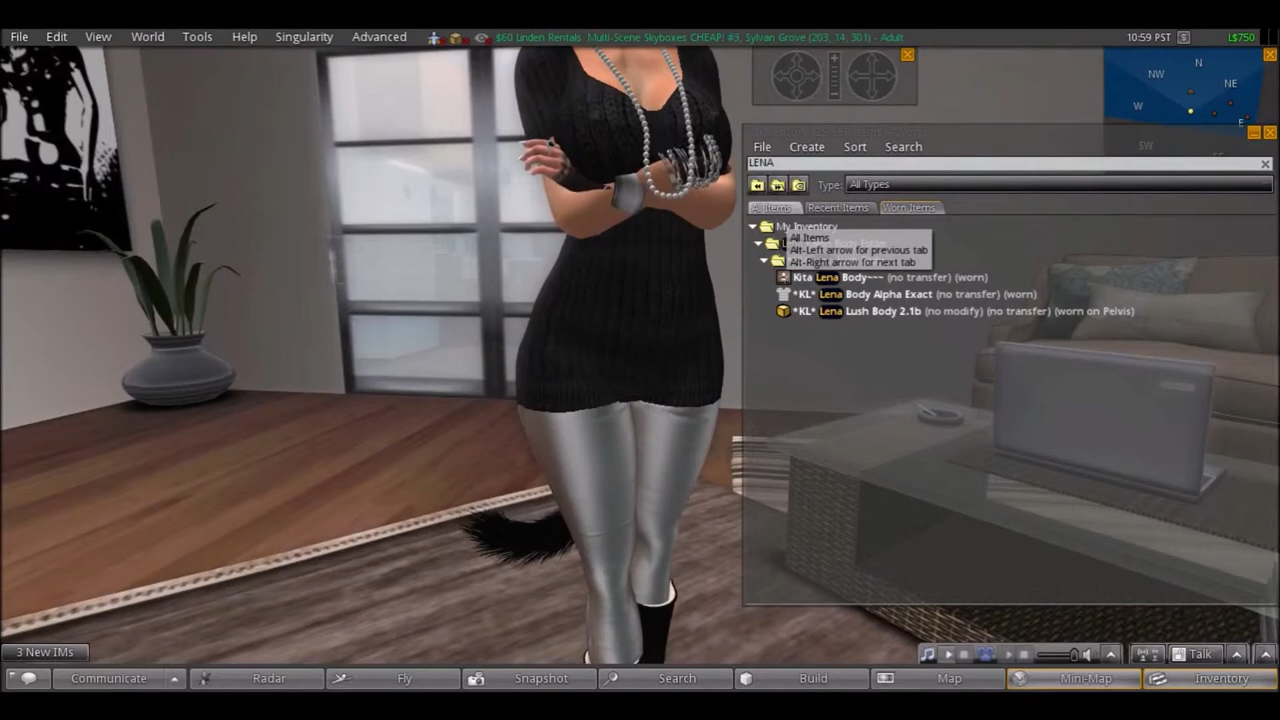 File Edit View World Tools Help Singularity Advanced $60 Linden Rentals Multi-Scene Skyboxes CHEAP! #3, Sylvan Grove (203, 14, 301) - Adult 10:59 PST $ L$750
N
NW NE
W E
SW
File Create Sort Search
LENA
Type: All Types
All Items Recent Items Worn Items
My Inventory
All Items
Alt-Left arrow for previous tab
Alt-Right arrow for next tab
Kita Lena Body~~~ (no transfer) (worn)
*KL* Lena Body Alpha Exact (no transfer) (worn)
*KL* Lena Lush Body 2.1b (no modify) (no transfer) (worn on Pelvis)
3 New IMs Talk
Communicate Radar Fly Snapshot Search Build Map Mini-Map Inventory